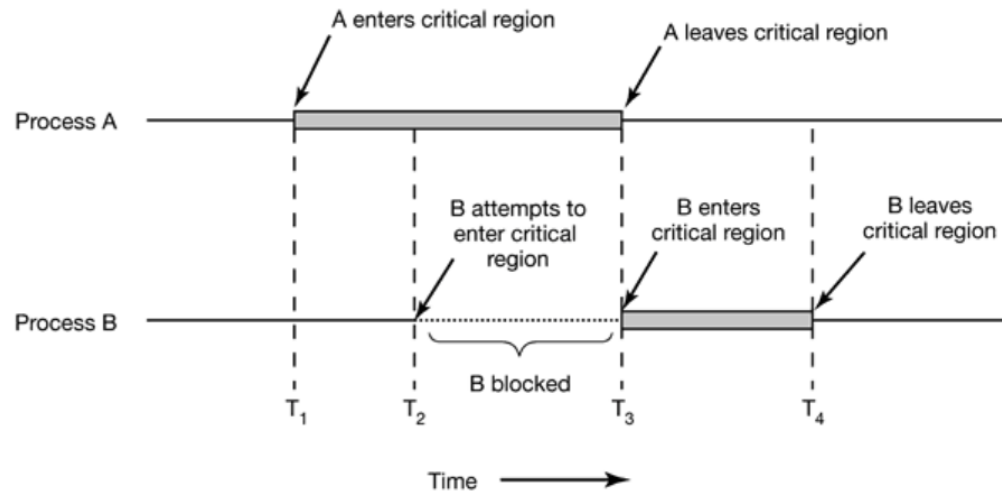 A enters critical region
A leaves critical region
Process A
B attempts to
enter critical
region
B enters
critical region
B leaves
critical region
Process B
B blocked
T1
T2
T3
T4
Time